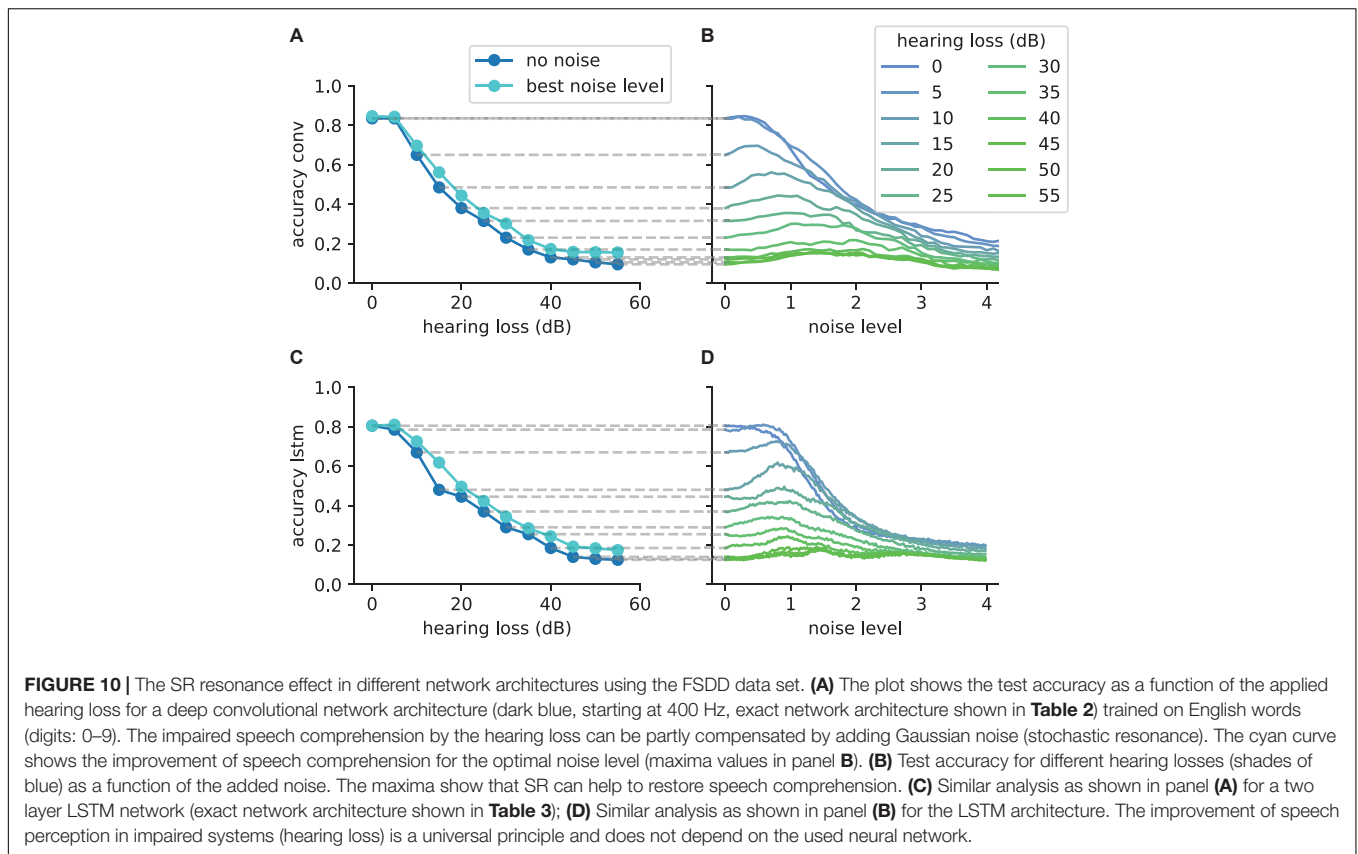 A
no noise
best noise level
1.0
0.8
0.6
0.4
0.2
0.0
accuracy conv
0 20 40 60
hearing loss (dB)
B
hearing loss (dB)
0 30
5 35
10 40
15 45
20 50
25 55
0 1 2 3 4
noise level
C
1.0
0.8
0.6
0.4
0.2
0.0
accuracy lstm
0 20 40 60
hearing loss (dB)
D
0 1 2 3 4
noise level
FIGURE 10 | The SR resonance effect in different network architectures using the FSDD data set. (A) The plot shows the test accuracy as a function of the applied
hearing loss for a deep convolutional network architecture (dark blue, starting at 400 Hz, exact network architecture shown in Table 2) trained on English words
(digits: 0–9). The impaired speech comprehension by the hearing loss can be partly compensated by adding Gaussian noise (stochastic resonance). The cyan curve
shows the improvement of speech comprehension for the optimal noise level (maxima values in panel B). (B) Test accuracy for different hearing losses (shades of
blue) as a function of the added noise. The maxima show that SR can help to restore speech comprehension. (C) Similar analysis as shown in panel (A) for a two
layer LSTM network (exact network architecture shown in Table 3); (D) Similar analysis as shown in panel (B) for the LSTM architecture. The improvement of speech
perception in impaired systems (hearing loss) is a universal principle and does not depend on the used neural network.